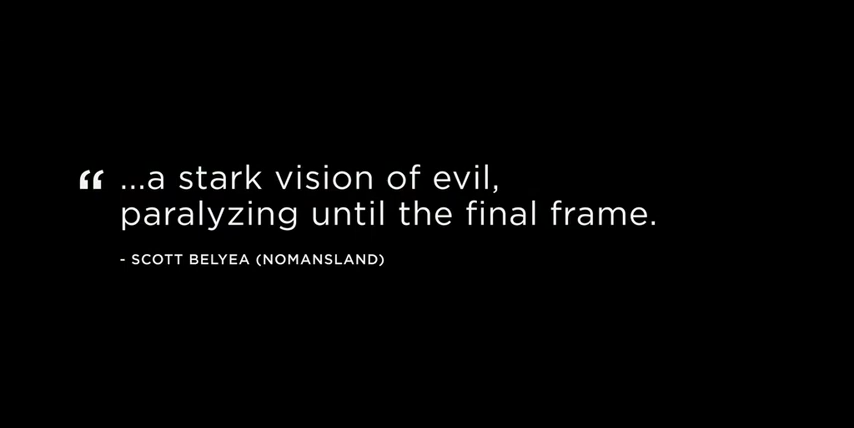 “ ...a stark vision of evil,
paralyzing until the final frame.
- SCOTT BELYEA (NOMANSLAND)